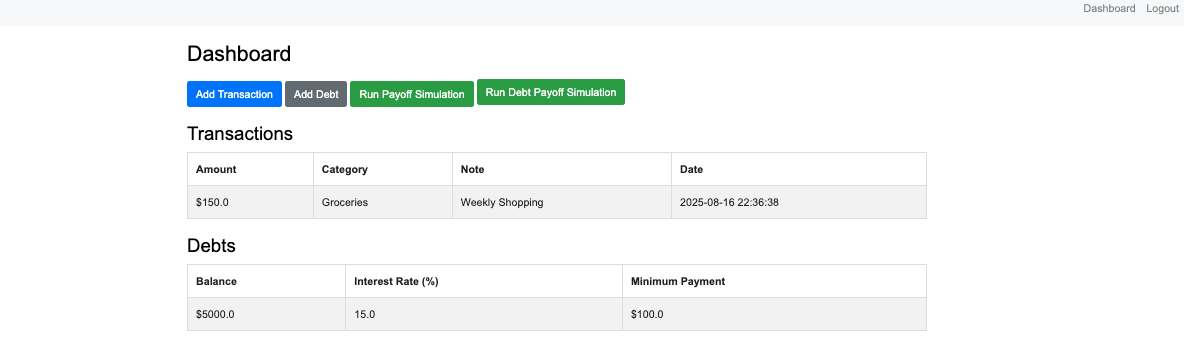 Dashboard Logout
Dashboard
Add Transaction Add Debt Run Payoff Simulation Run Debt Payoff Simulation
Transactions
Amount Category Note Date
$150.0 Groceries Weekly Shopping 2025-08-16 22:36:38
Debts
Balance Interest Rate (%) Minimum Payment
$5000.0 15.0 $100.0